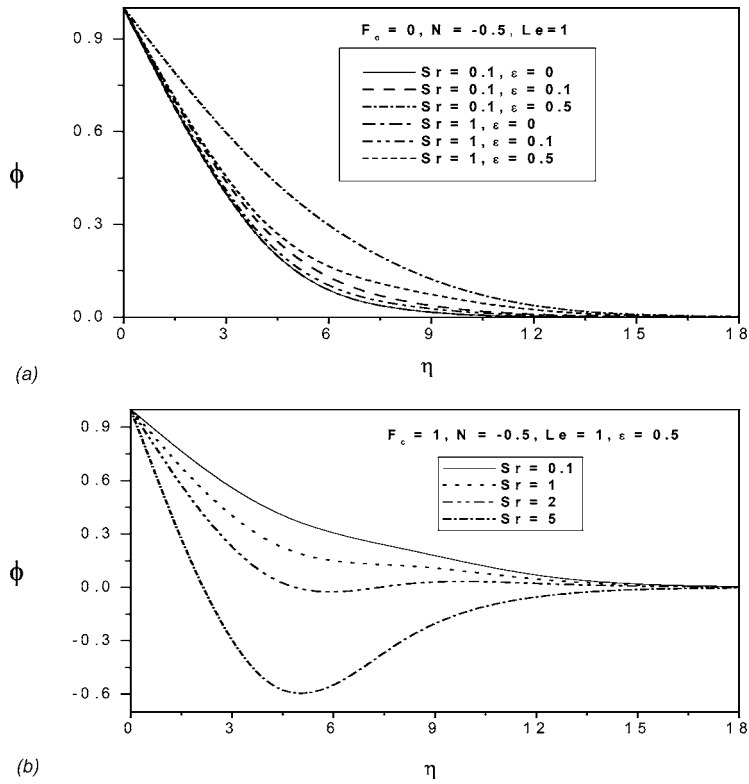 F_c = 0, N = -0.5, Le=1
Sr = 0.1, ε = 0
Sr = 0.1, ε = 0.1
Sr = 0.1, ε = 0.5
Sr = 1, ε = 0
Sr = 1, ε = 0.1
Sr = 1, ε = 0.5
0.9
0.6
0.3
0.0
ϕ
0 3 6 9 12 15 18
η
(a)
F_c = 1, N = -0.5, Le = 1, ε = 0.5
Sr = 0.1
Sr = 1
Sr = 2
Sr = 5
0.9
0.6
0.3
0.0
-0.3
-0.6
ϕ
0 3 6 9 12 15 18
η
(b)